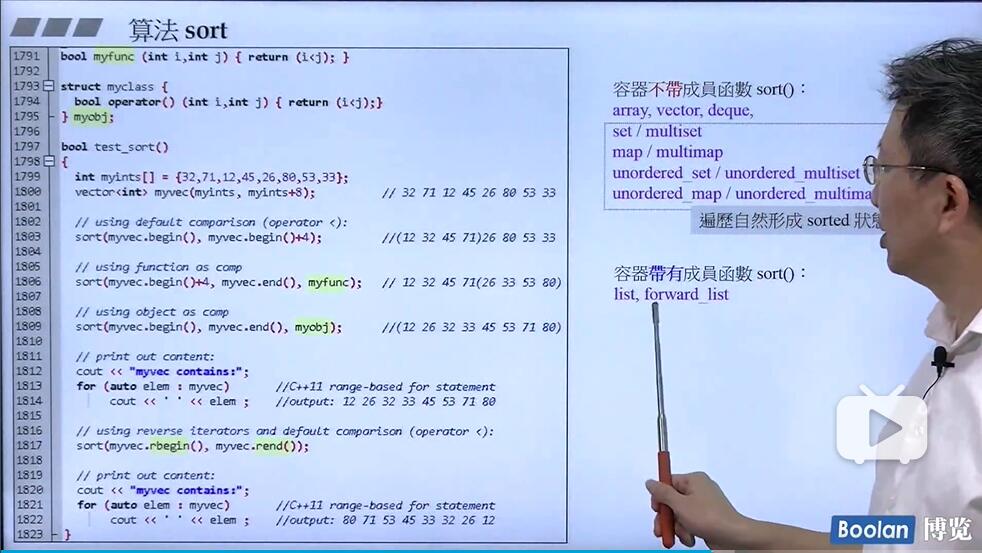 算法 sort
1791 bool myfunc (int i,int j) { return (i<j); }
1792
1793 struct myclass {
1794 bool operator() (int i,int j) { return (i<j);}
1795 } myobj;
1796
1797 bool test_sort()
1798 {
1799 int myints[] = {32,71,12,45,26,80,53,33};
1800 vector<int> myvec(myints, myints+8); // 32 71 12 45 26 80 53 33
1801
1802 // using default comparison (operator <):
1803 sort(myvec.begin(), myvec.begin()+4); //(12 32 45 71)26 80 53 33
1804
1805 // using function as comp
1806 sort(myvec.begin()+4, myvec.end(), myfunc); // 12 32 45 71(26 33 53 80)
1807
1808 // using object as comp
1809 sort(myvec.begin(), myvec.end(), myobj); //(12 26 32 33 45 53 71 80)
1810
1811 // print out content:
1812 cout << "myvec contains:";
1813 for (auto elem : myvec) //C++11 range-based for statement
1814 cout << ' ' << elem ; //output: 12 26 32 33 45 53 71 80
1815
1816 // using reverse iterators and default comparison (operator <):
1817 sort(myvec.rbegin(), myvec.rend());
1818
1819 // print out content:
1820 cout << "myvec contains:";
1821 for (auto elem : myvec) //C++11 range-based for statement
1822 cout << ' ' << elem ; //output: 80 71 53 45 33 32 26 12
1823 }
容器不帶成員函數 sort()：
array, vector, deque,
set / multiset
map / multimap
unordered_set / unordered_multiset
unordered_map / unordered_multima
遍歷自然形成 sorted 狀態
容器帶有成員函數 sort()：
list, forward_list
Boolan 博览